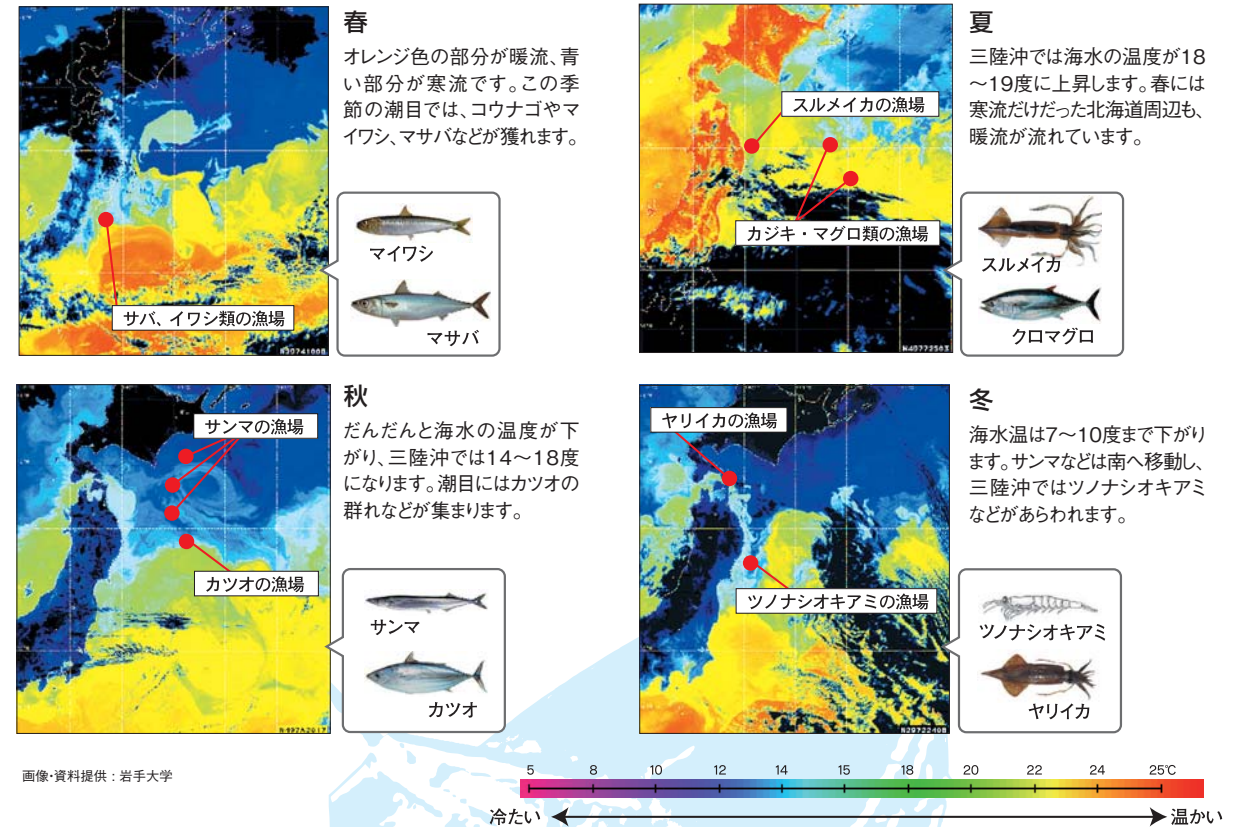 春
オレンジ色の部分が暖流、青
い部分が寒流です。この季
節の潮目では、コウナゴやマ
イワシ、マサバなどが獲れます。
マイワシ
マサバ
サバ、イワシ類の漁場
夏
三陸沖では海水の温度が18
～19度に上昇します。春には
寒流だけだった北海道周辺も、
暖流が流れています。
スルメイカの漁場
カジキ・マグロ類の漁場
スルメイカ
クロマグロ
秋
だんだんと海水の温度が下
がり、三陸沖では14～18度
になります。潮目にはカツオの
群れなどが集まります。
サンマの漁場
カツオの漁場
サンマ
カツオ
冬
海水温は7～10度まで下がり
ます。サンマなどは南へ移動し、
三陸沖ではツノナシオキアミ
などがあらわれます。
ヤリイカの漁場
ツノナシオキアミの漁場
ツノナシオキアミ
ヤリイカ
画像・資料提供：岩手大学
5 8 10 12 14 15 18 20 22 24 25℃
冷たい 温かい